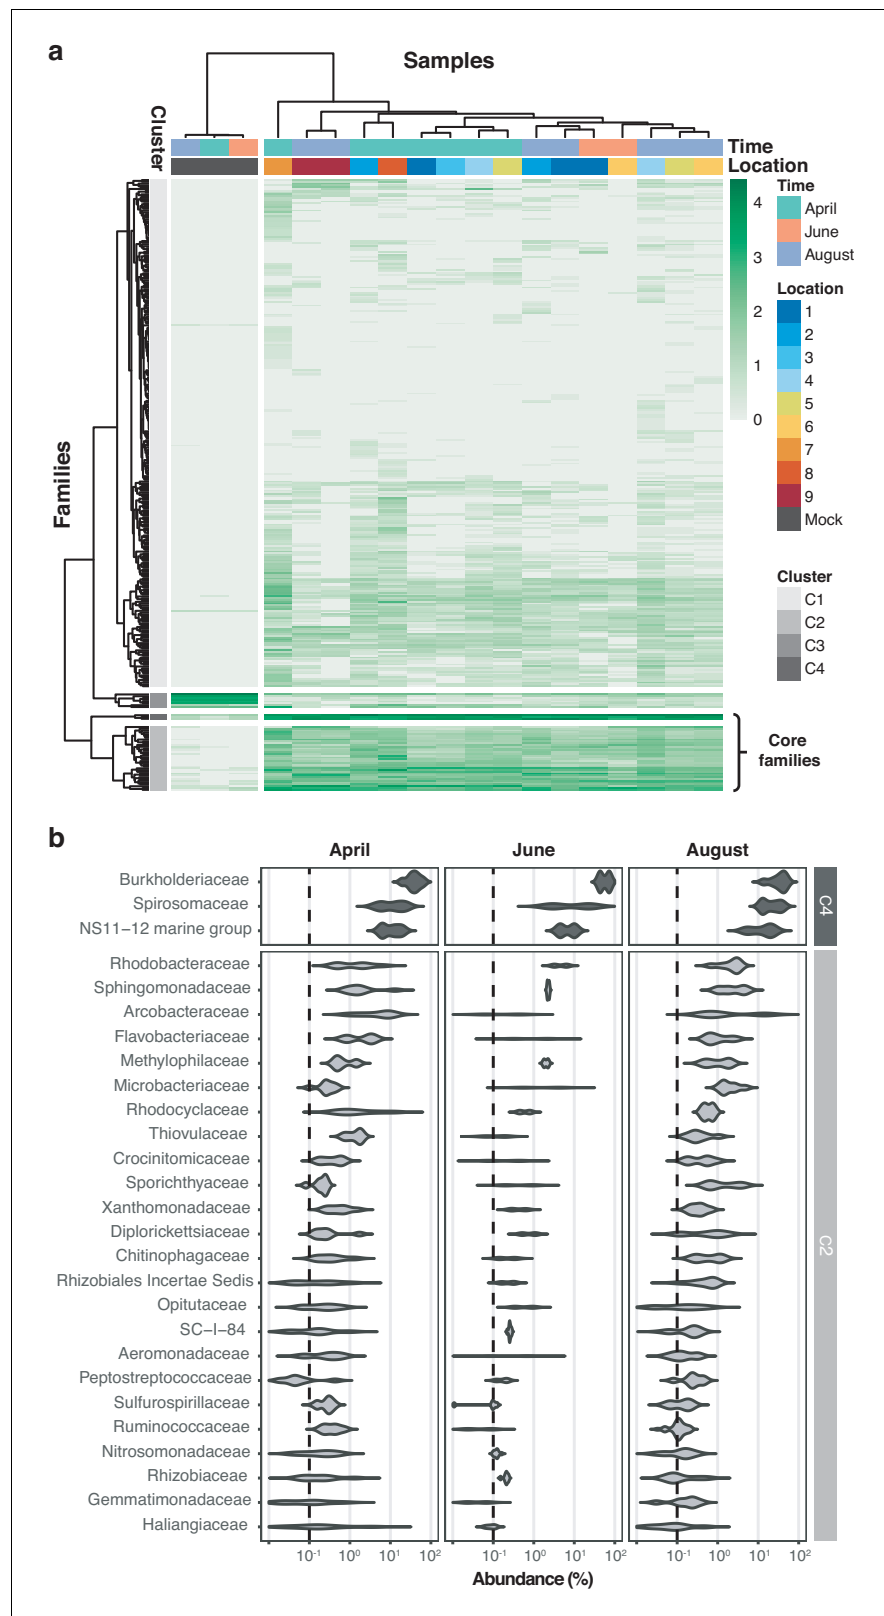 a
Samples
Cluster
Families
Time
Location
4
3
2
1
0
Time
April
June
August
Location
1
2
3
4
5
6
7
8
9
Mock
Cluster
C1
C2
C3
C4
Core
families
b
April
June
August
Burkholderiaceae
Spirosomaceae
NS11−12 marine group
C4
Rhodobacteraceae
Sphingomonadaceae
Arcobacteraceae
Flavobacteriaceae
Methylophilaceae
Microbacteriaceae
Rhodocyclaceae
Thiovulaceae
Crocinitomicaceae
Sporichthyaceae
Xanthomonadaceae
Diplorickettsiaceae
Chitinophagaceae
Rhizobiales Incertae Sedis
Opitutaceae
SC−I−84
Aeromonadaceae
Peptostreptococcaceae
Sulfurospirillaceae
Ruminococcaceae
Nitrosomonadaceae
Rhizobiaceae
Gemmatimonadaceae
Haliangiaceae
C2
10⁻¹ 10⁰ 10¹ 10² 10⁻¹ 10⁰ 10¹ 10² 10⁻¹ 10⁰ 10¹ 10²
Abundance (%)